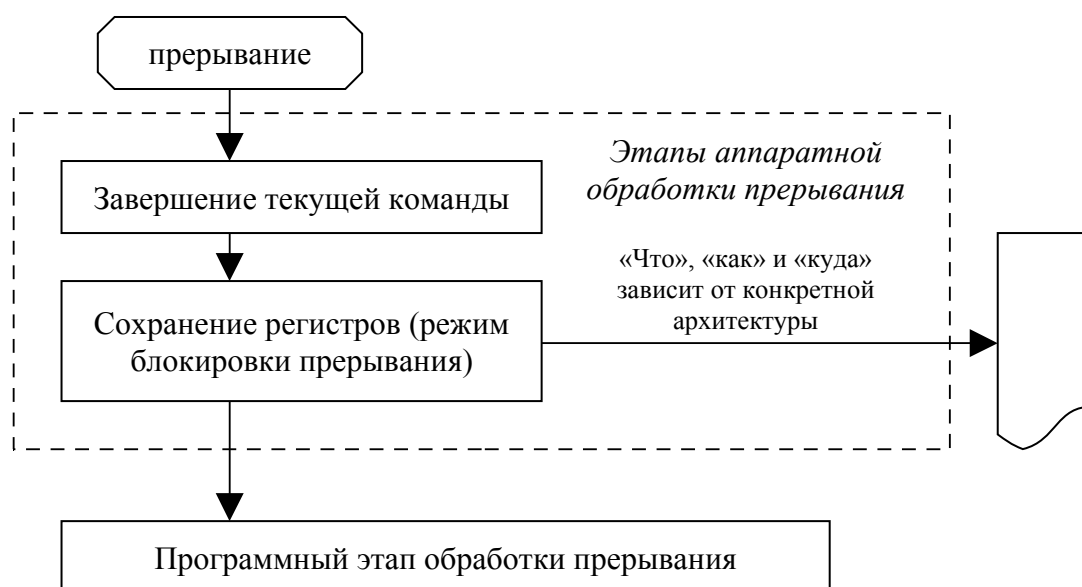 прерывание
Этапы аппаратной
обработки прерывания
Завершение текущей команды
«Что», «как» и «куда»
зависит от конкретной
архитектуры
Сохранение регистров (режим
блокировки прерывания)
Программный этап обработки прерывания